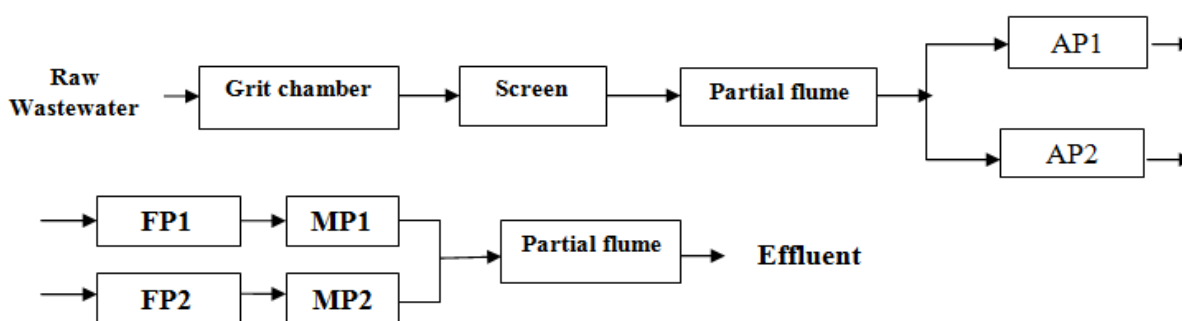 Raw
Wastewater
Grit chamber
Screen
Partial flume
AP1
AP2
FP1
MP1
FP2
MP2
Partial flume
Effluent